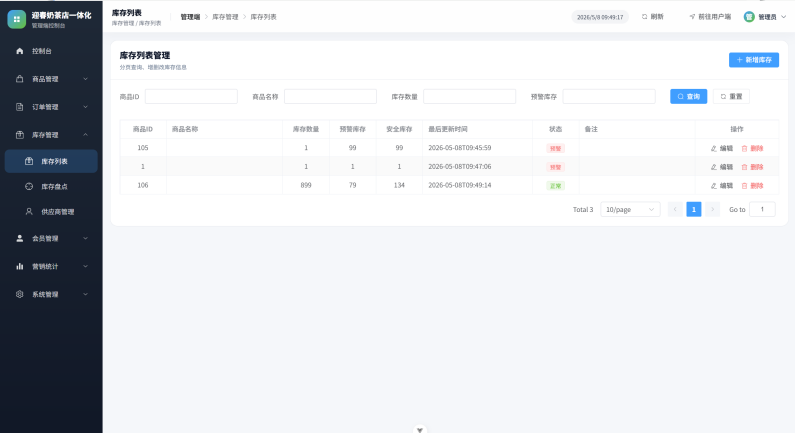 迎春奶茶店一体化
管理端控制台
控制台
商品管理
订单管理
库存管理
库存列表
库存盘点
供应商管理
会员管理
营销统计
系统管理
库存列表
库存管理 / 库存列表
管理端 > 库存管理 > 库存列表
2026/5/8 09:49:17
刷新
前往用户端
管理员
库存列表管理
分页查询、增删改库存信息
+ 新增库存
商品ID
商品名称
库存数量
预警库存
查询
重置
商品ID 商品名称 库存数量 预警库存 安全库存 最后更新时间 状态 备注 操作
105 1 99 99 2026-05-08T09:45:59 预警 编辑 删除
1 1 1 1 2026-05-08T09:47:06 预警 编辑 删除
106 899 79 134 2026-05-08T09:49:14 正常 编辑 删除
Total 3 10/page < 1 > Go to 1